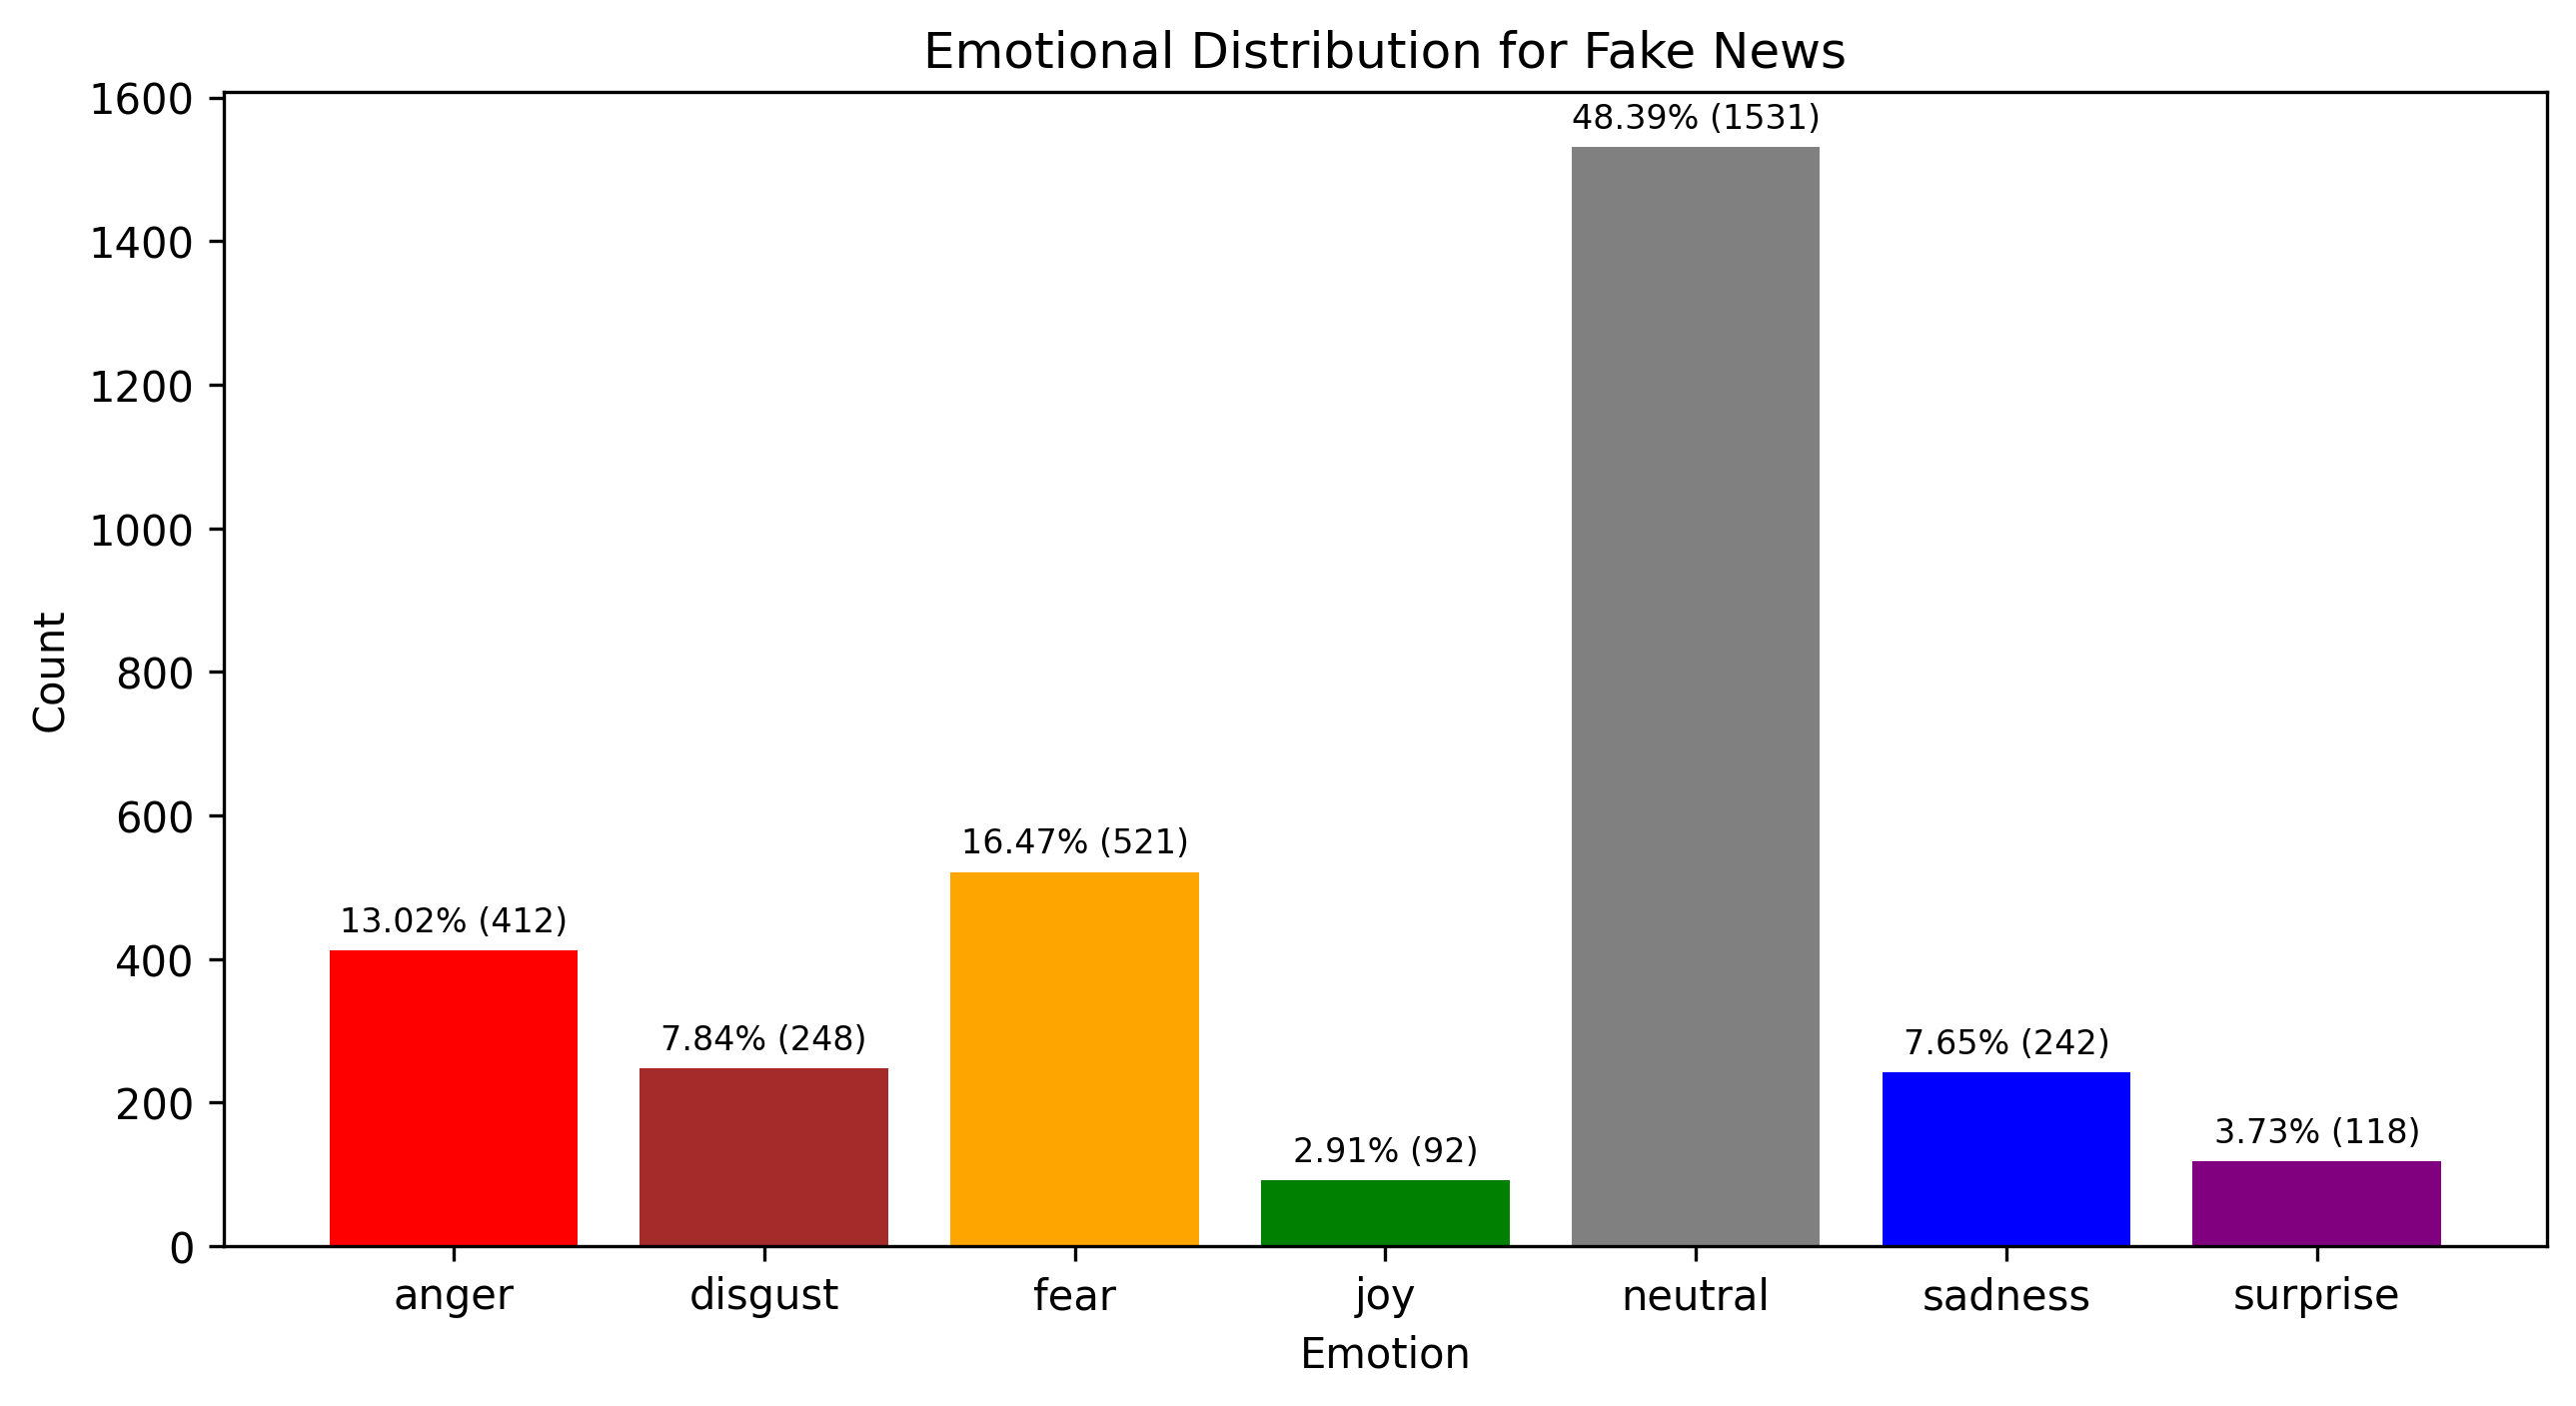 Emotional Distribution for Fake News
1600
1400
1200
1000
800
600
400
200
0
Count
13.02% (412)
7.84% (248)
16.47% (521)
2.91% (92)
48.39% (1531)
7.65% (242)
3.73% (118)
anger
disgust
fear
joy
neutral
sadness
surprise
Emotion